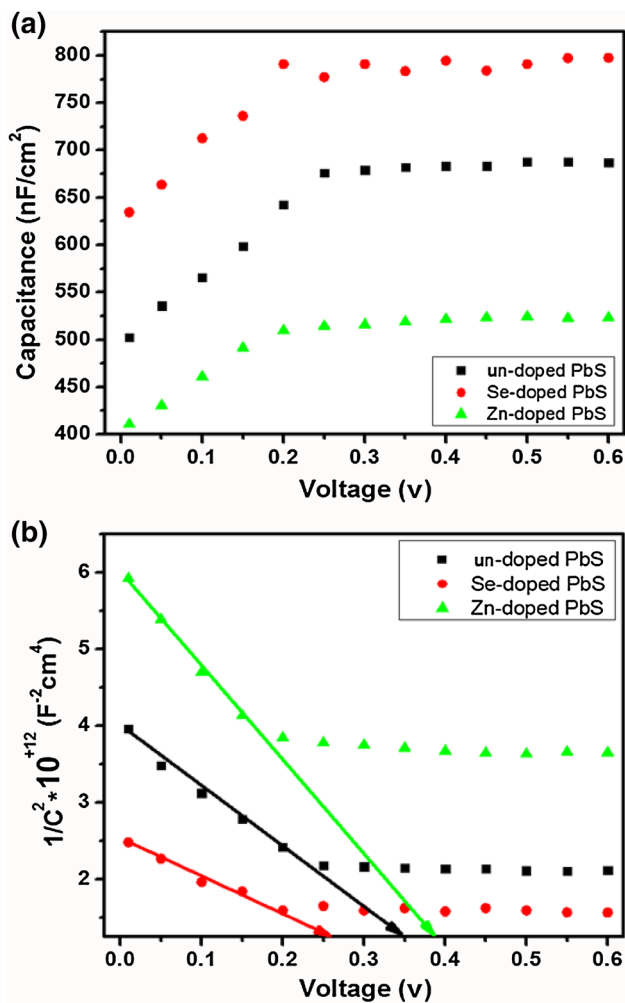 (a)
800
750
700
650
600
550
500
450
400
Capacitance (nF/cm²)
un-doped PbS
Se-doped PbS
Zn-doped PbS
0.0 0.1 0.2 0.3 0.4 0.5 0.6
Voltage (v)
(b)
6
5
4
3
2
1/C² * 10⁺¹² (F⁻²cm⁴)
un-doped PbS
Se-doped PbS
Zn-doped PbS
0.0 0.1 0.2 0.3 0.4 0.5 0.6
Voltage (v)